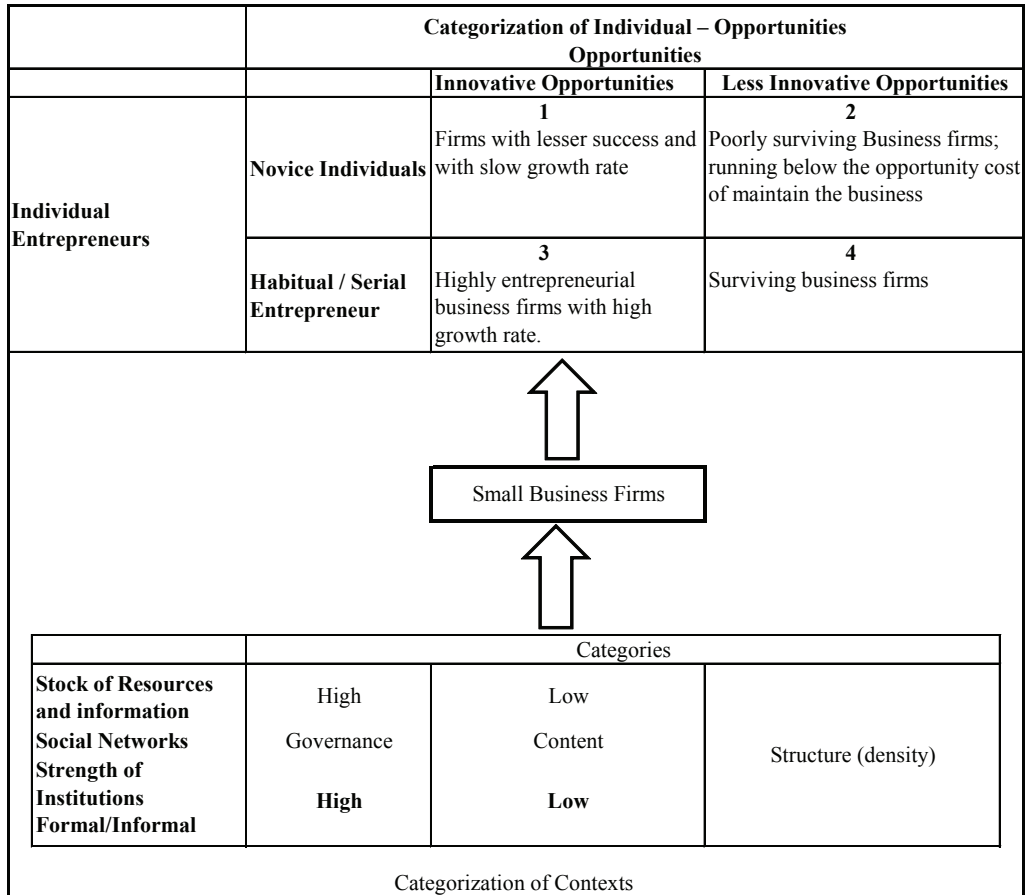 Categorization of Individual – Opportunities
Opportunities
Innovative Opportunities
Less Innovative Opportunities
Individual
Entrepreneurs
Novice Individuals
1
Firms with lesser success and
with slow growth rate
2
Poorly surviving Business firms;
running below the opportunity cost
of maintain the business
Habitual / Serial
Entrepreneur
3
Highly entrepreneurial
business firms with high
growth rate.
4
Surviving business firms
Small Business Firms
Categories
Stock of Resources
and information
High
Low
Social Networks
Governance
Content
Structure (density)
Strength of
Institutions
Formal/Informal
High
Low
Categorization of Contexts